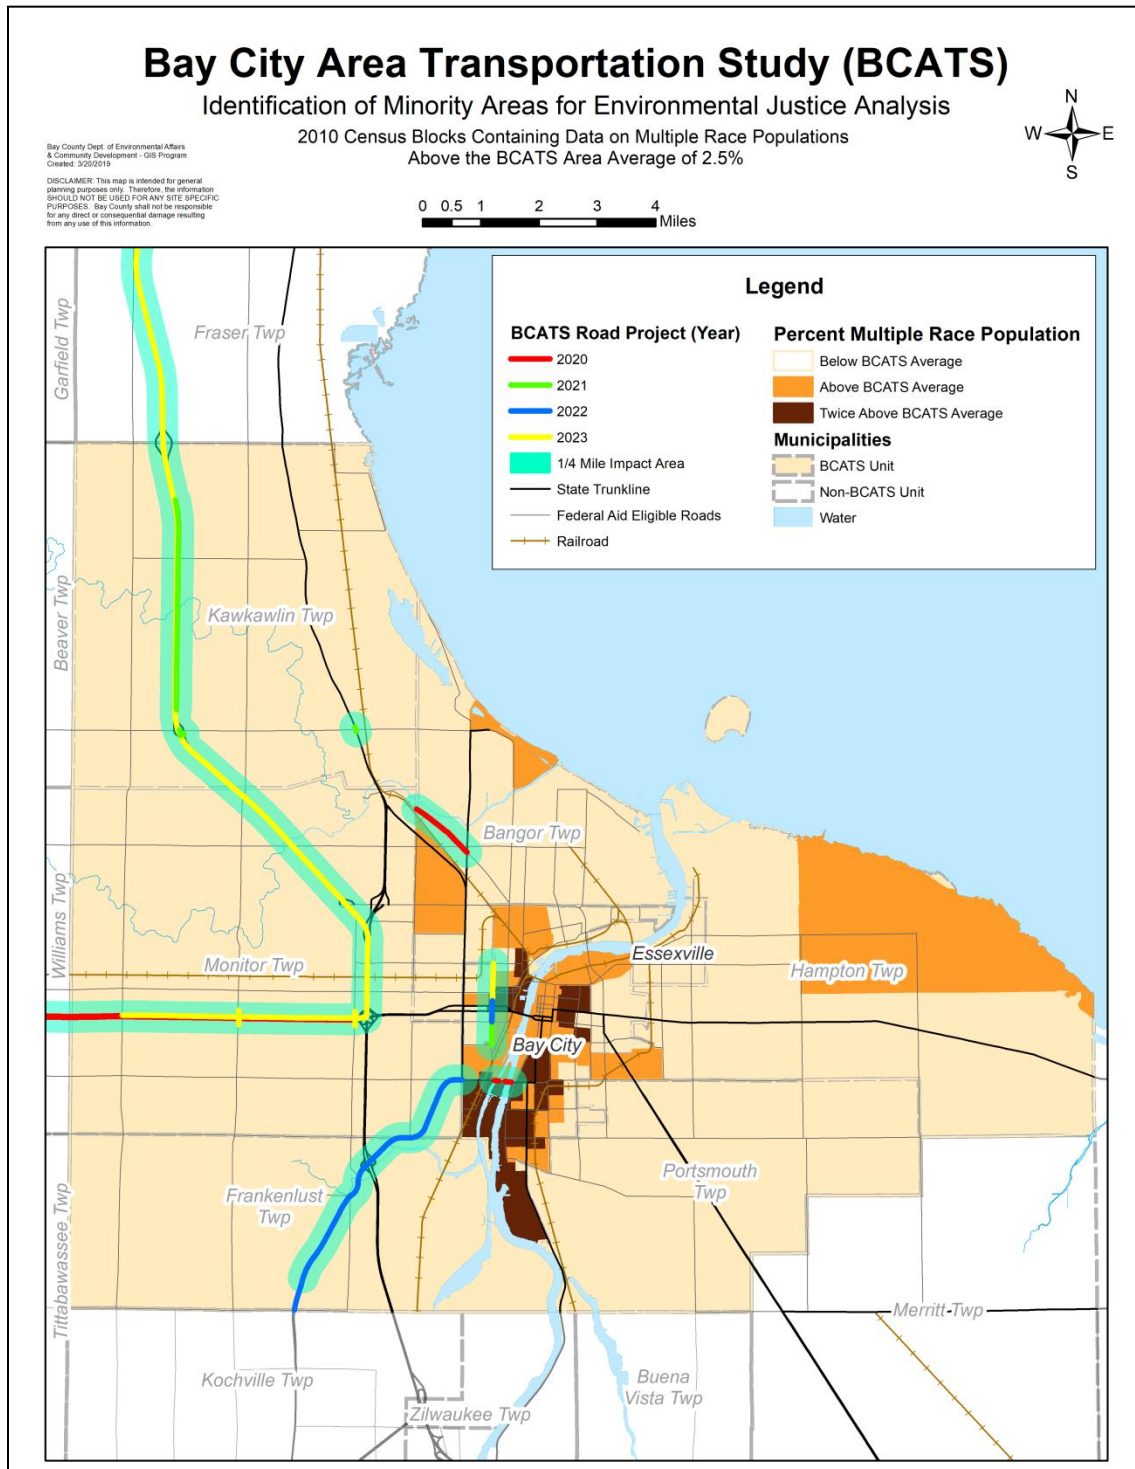 Bay City Area Transportation Study (BCATS)
Identification of Minority Areas for Environmental Justice Analysis
2010 Census Blocks Containing Data on Multiple Race Populations
Above the BCATS Area Average of 2.5%
Bay County Dept. of Environmental Affairs
& Community Development - GIS Program
Created: 3/20/2019
DISCLAIMER: This map is intended for general
planning purposes only. Therefore, the information
SHOULD NOT BE USED FOR ANY SITE SPECIFIC
PURPOSES. Bay County shall not be responsible
for any direct or consequential damage resulting
from any use of this information.
N
W E
S
0 0.5 1 2 3 4
Miles
Legend
BCATS Road Project (Year)
2020
2021
2022
2023
1/4 Mile Impact Area
State Trunkline
Federal Aid Eligible Roads
Railroad
Percent Multiple Race Population
Below BCATS Average
Above BCATS Average
Twice Above BCATS Average
Municipalities
BCATS Unit
Non-BCATS Unit
Water
Garfield Twp
Fraser Twp
Beaver Twp
Kawkawlin Twp
Bangor Twp
Williams Twp
Monitor Twp
Essexville
Hampton Twp
Bay City
Portsmouth
Twp
Frankenlust
Twp
Tittabawassee Twp
Merritt Twp
Kochville Twp
Buena
Vista Twp
Zilwaukee Twp